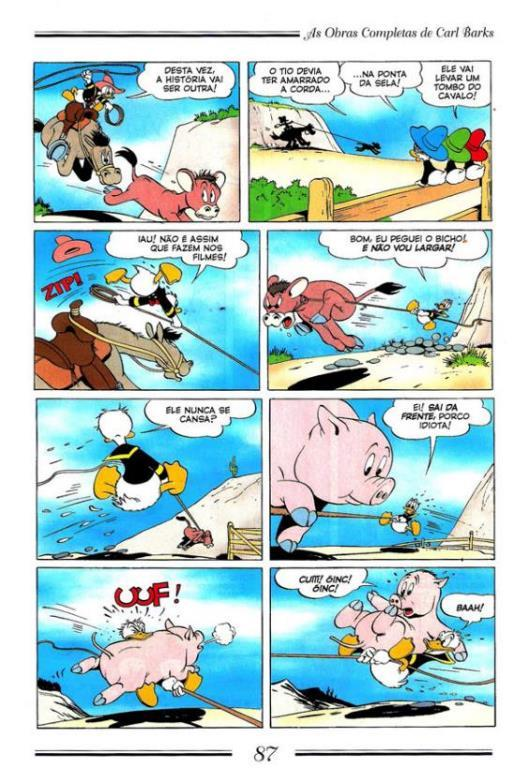 As Obras Completas de Carl Barks
DESTA VEZ,
A HISTÓRIA VAI
SER OUTRA!
O TIO DEVIA
TER AMARRADO
A CORDA...
...NA PONTA
DA SELA!
ELE VAI
LEVAR UM
TOMBO DO
CAVALO!
ZIP!
IAU! NÃO É ASSIM
QUE FAZEM NOS
FILMES!
BOM, EU PEGUEI O BICHO!
E NÃO VOU LARGAR!
ELE NUNCA SE
CANSA?
EI! SAI DA
FRENTE, PORCO
IDIOTA!
UUF!
CUIM! OINC!
OINC!
BAAH!
87